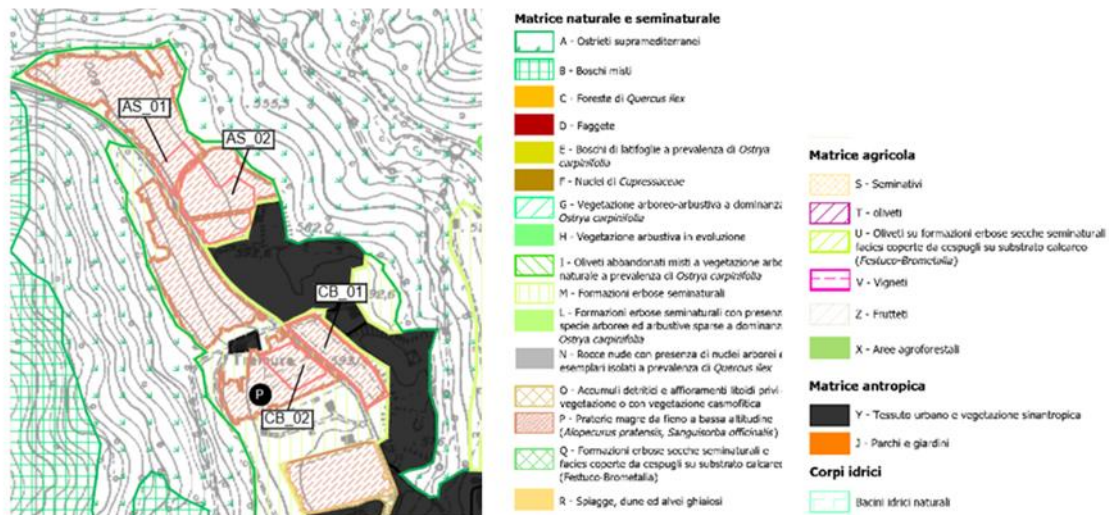 AS_01
AS_02
CB_01
CB_02
P
Matrice naturale e seminaturale
A - Ostrieti supramediterranei
B - Boschi misti
C - Foreste di Quercus ilex
D - Faggete
E - Boschi di latifoglie a prevalenza di Ostrya
carpinifolia
F - Nuclei di Cupressaceae
G - Vegetazione arboreo-arbustiva a dominanza
Ostrya carpinifolia
H - Vegetazione arbustiva in evoluzione
I - Oliveti abbandonati misti a vegetazione arbo
naturale a prevalenza di Ostrya carpinifolia
M - Formazioni erbose seminaturali
L - Formazioni erbose seminaturali con presenz
specie arboree ed arbustive sparse a dominanz
Ostrya carpinifolia
N - Rocce nude con presenza di nuclei arborei e
esemplari isolati a prevalenza di Quercus ilex
O - Accumuli detritici e affioramenti litoidi privi
vegetazione o con vegetazione casmofitica
P - Praterie magre da fieno a bassa altitudine
(Alopecurus pratensis, Sanguisorba officinalis)
Q - Formazioni erbose secche seminaturali e
facies coperte da cespugli su substrato calcareo
(Festuco-Brometalia)
R - Spiagge, dune ed alvei ghiaiosi
Matrice agricola
S - Seminativi
T - oliveti
U - Oliveti su formazioni erbose secche seminaturali
facies coperte da cespugli su substrato calcareo
(Festuco-Brometalia)
V - Vigneti
Z - Frutteti
X - Aree agroforestali
Matrice antropica
Y - Tessuto urbano e vegetazione sinantropica
J - Parchi e giardini
Corpi idrici
Bacini idrici naturali